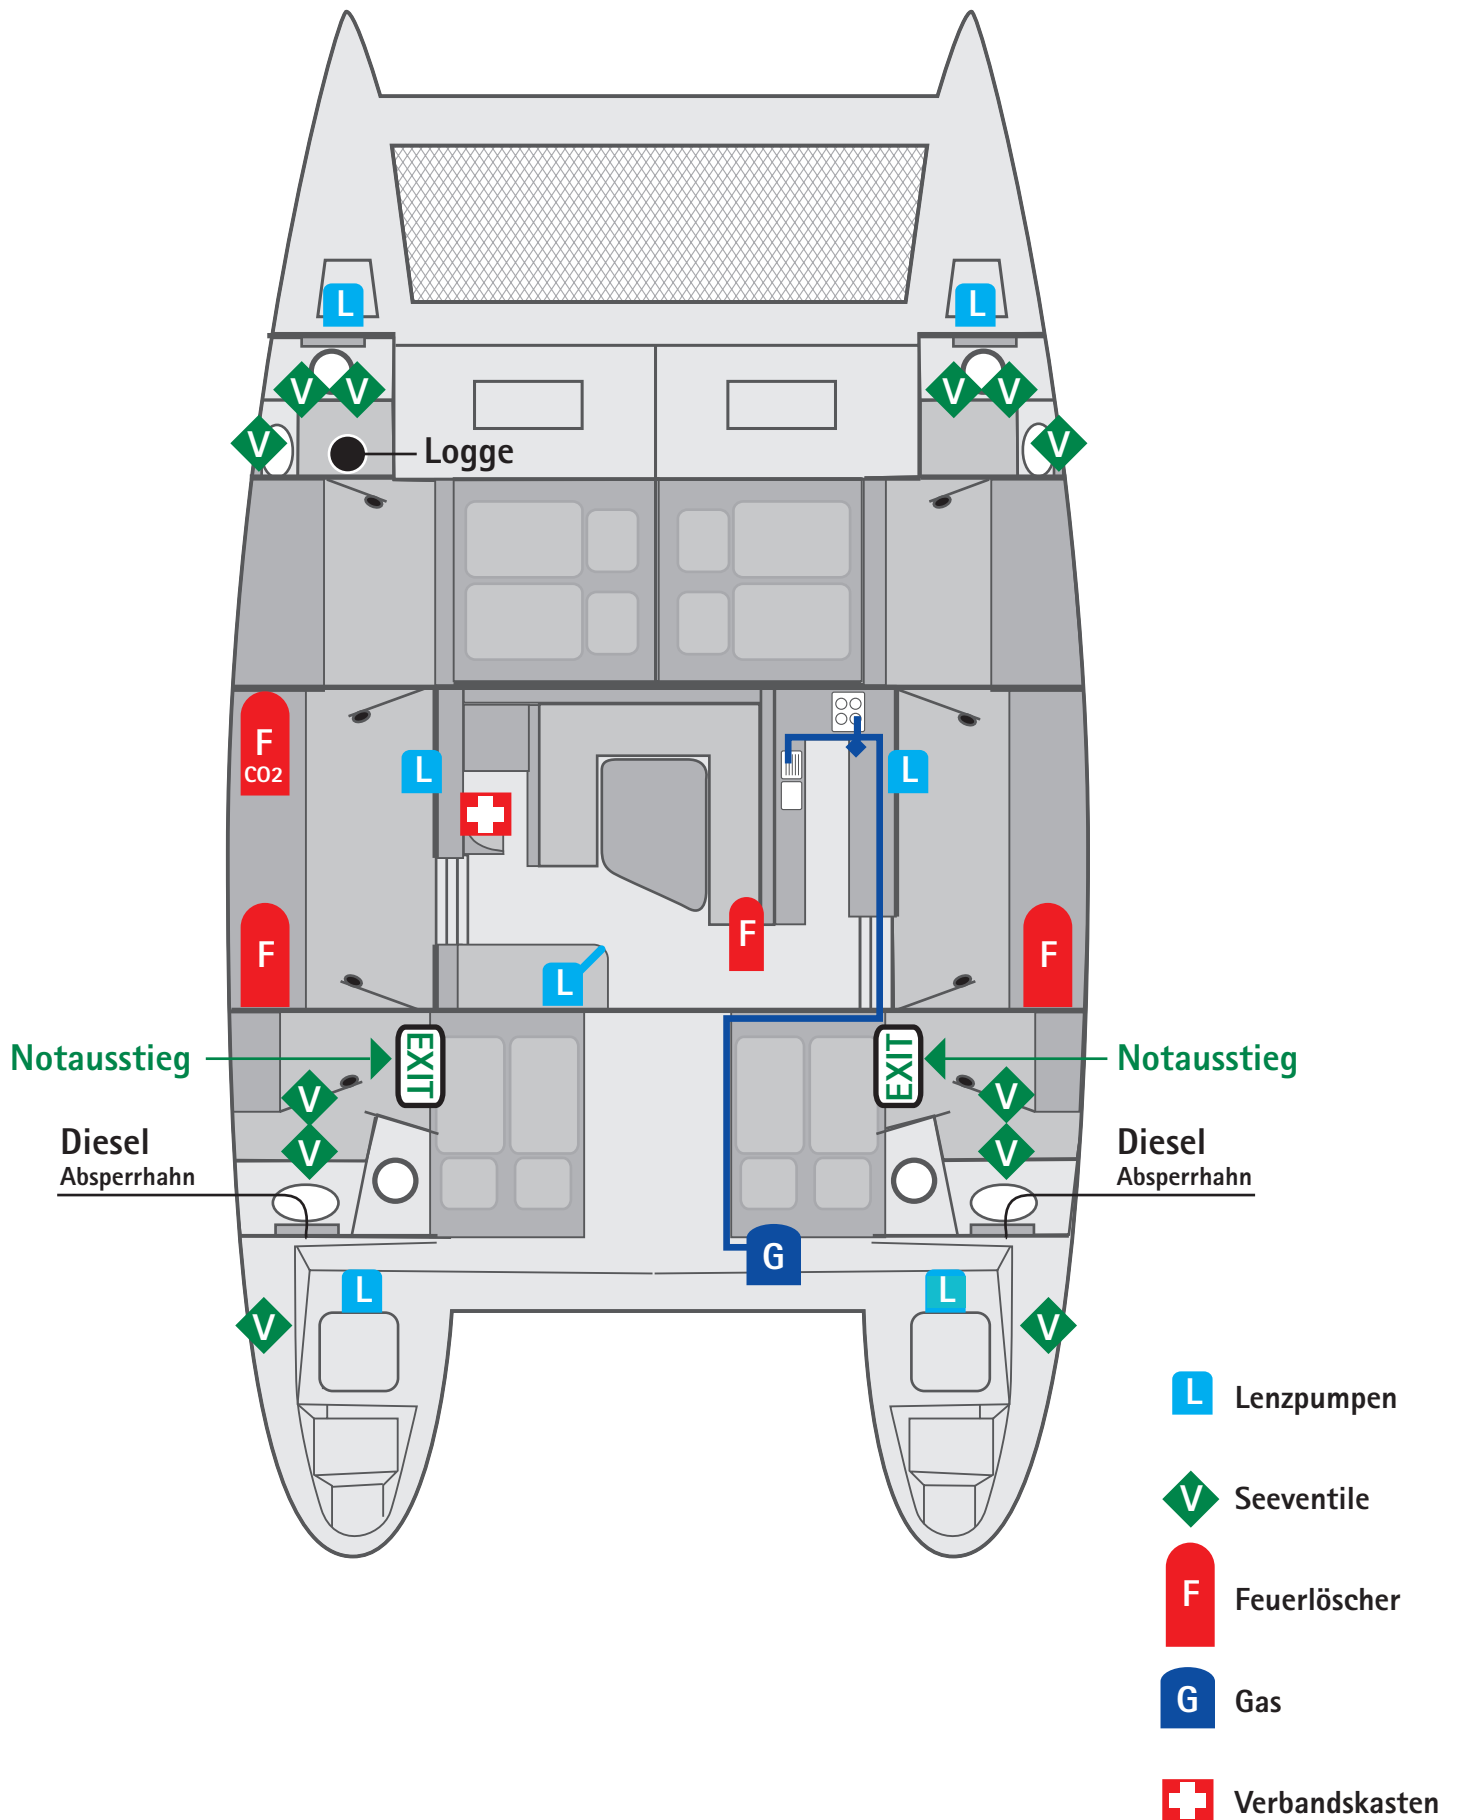 L L
V V V V
V V
Logge
F
CO2
L L
F
F F
L
Notausstieg EXIT EXIT Notausstieg
V V
Diesel V V Diesel
Absperrhahn Absperrhahn
G
L L
V V
L Lenzpumpen
V Seeventile
F Feuerlöscher
G Gas
Verbandskasten